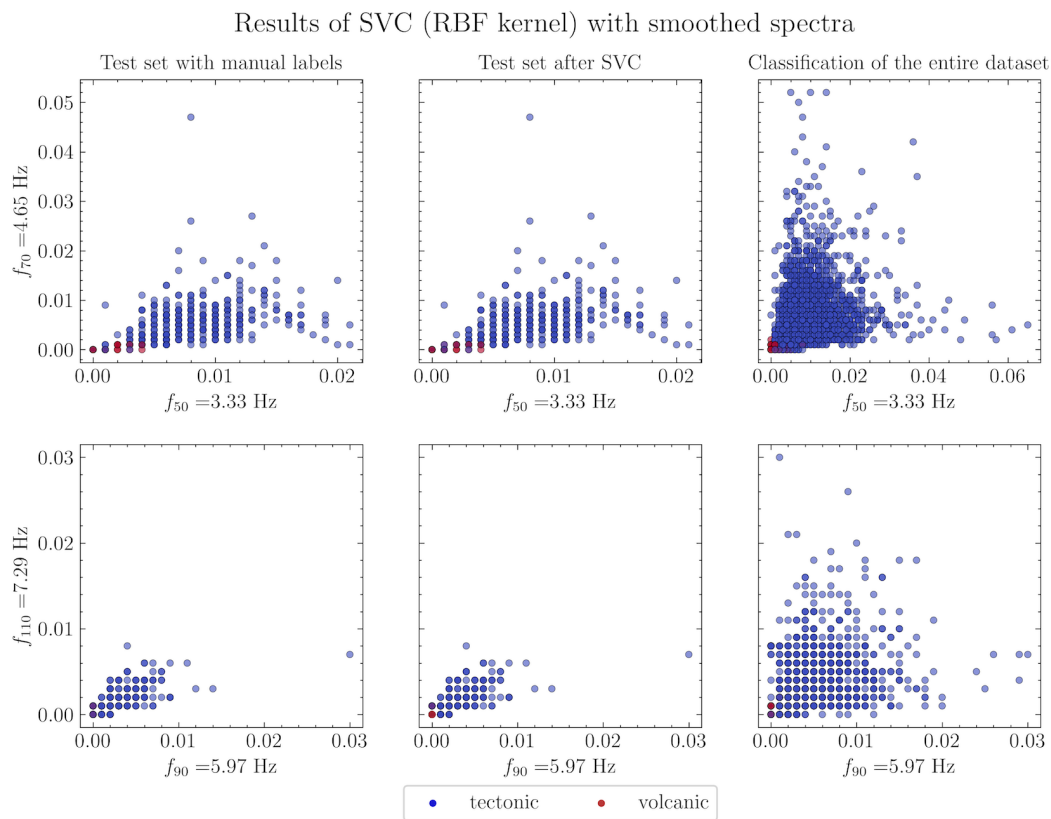 Results of SVC (RBF kernel) with smoothed spectra
Test set with manual labels
Test set after SVC
Classification of the entire dataset
f70 =4.65 Hz
0.05
0.04
0.03
0.02
0.01
0.00
0.00 0.01 0.02
f50 =3.33 Hz
0.00 0.01 0.02
f50 =3.33 Hz
0.00 0.02 0.04 0.06
f50 =3.33 Hz
f110 =7.29 Hz
0.03
0.02
0.01
0.00
0.00 0.01 0.02 0.03
f90 =5.97 Hz
0.00 0.01 0.02 0.03
f90 =5.97 Hz
0.00 0.01 0.02 0.03
f90 =5.97 Hz
tectonic
volcanic